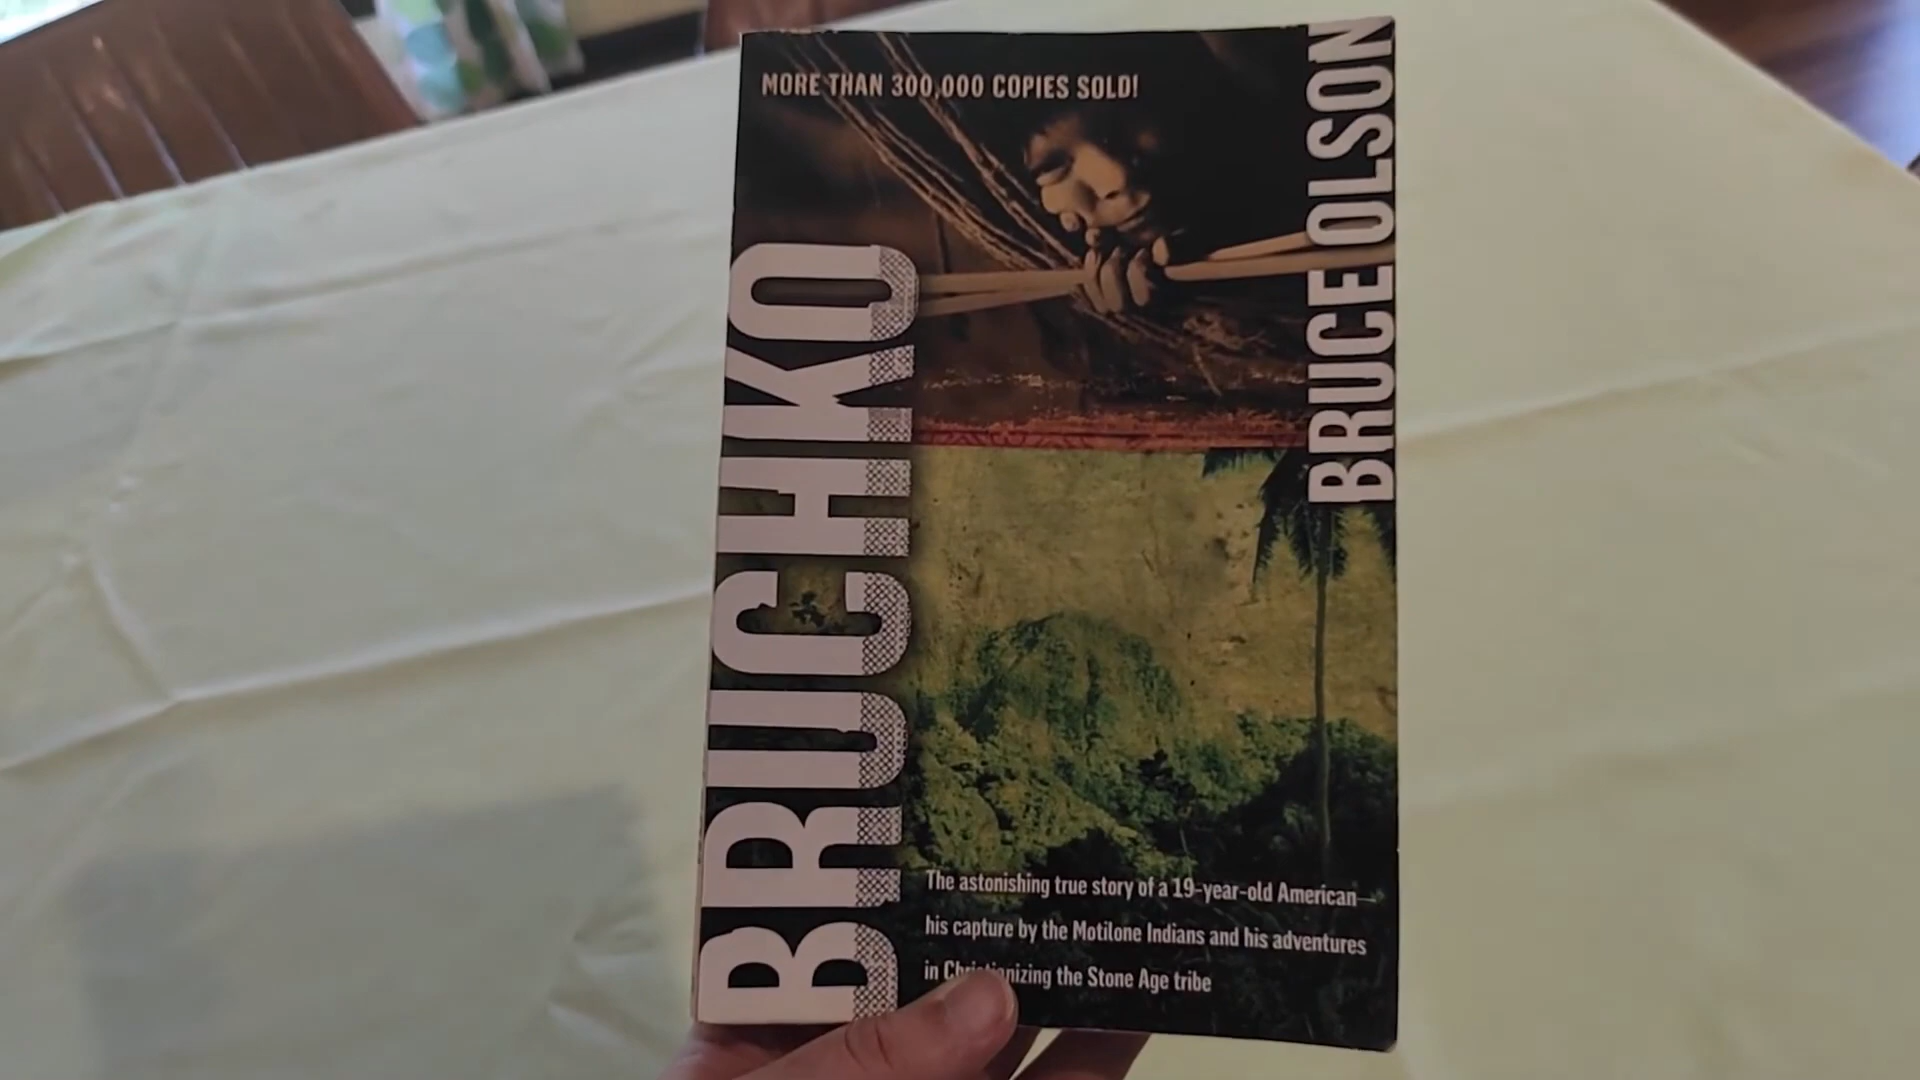 MORE THAN 300,000 COPIES SOLD!
BRUCE OLSON
BRUCHKO
The astonishing true story of a 19-year-old American—
his capture by the Motilone Indians and his adventures
in Christianizing the Stone Age tribe